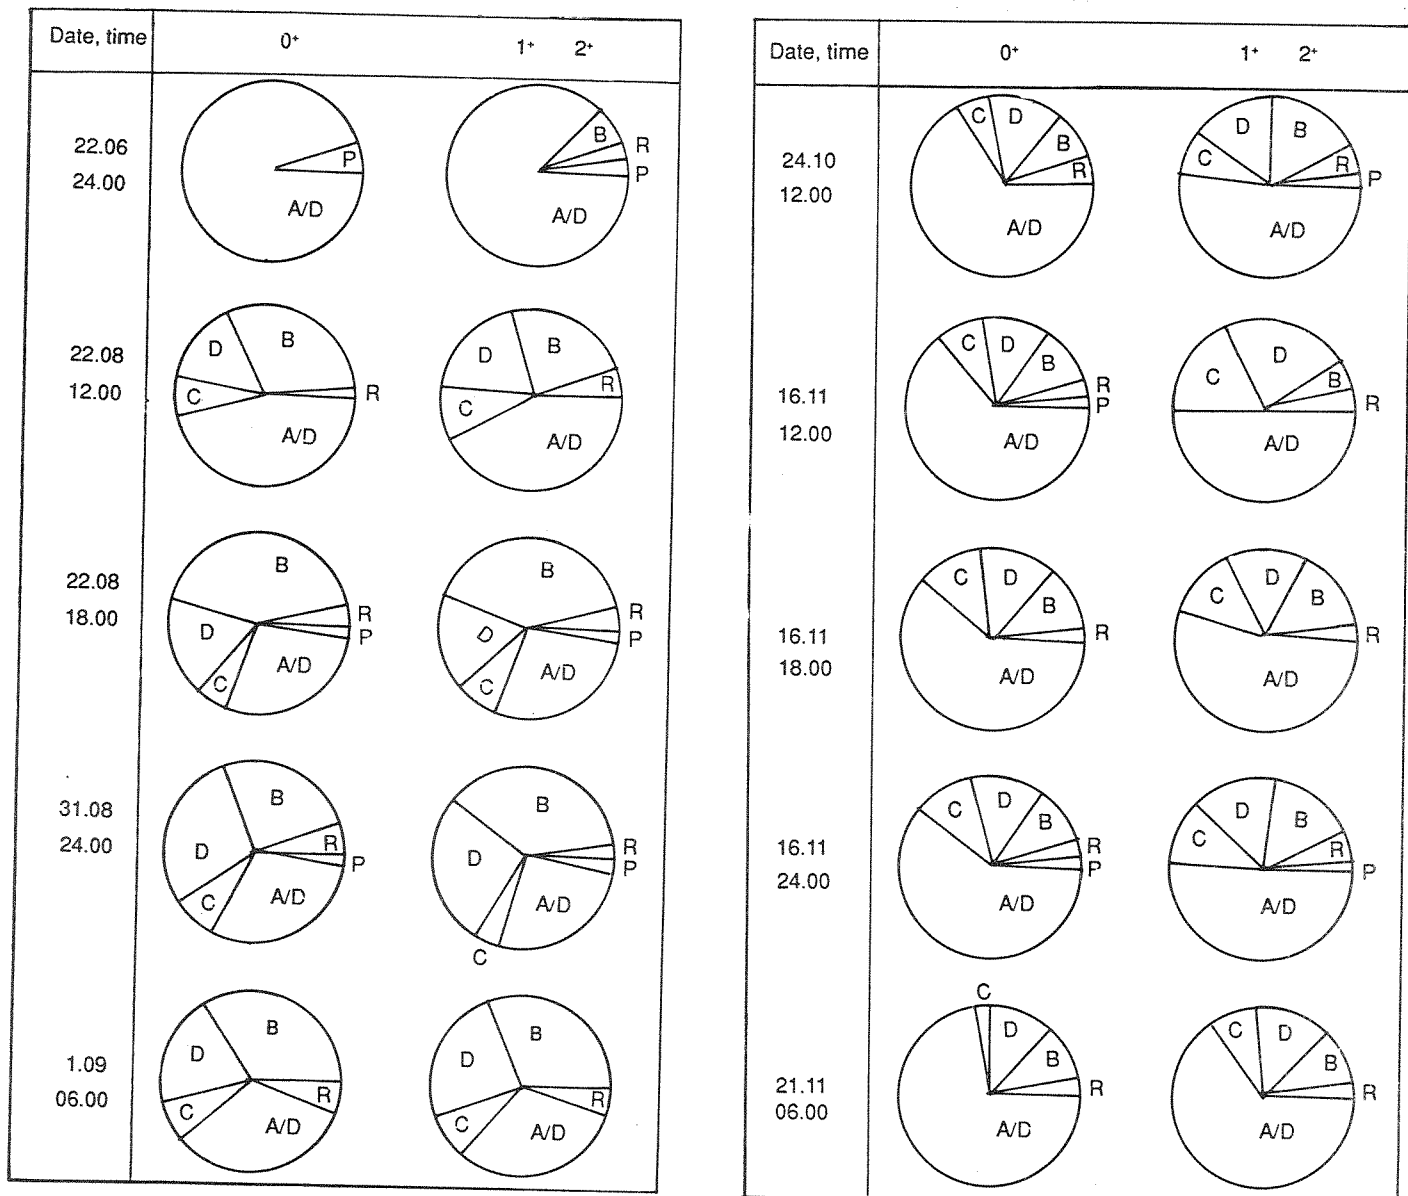 Date, time 0+ 1+ 2+
22.06
24.00
P
A/D
B
R
P
A/D
22.08
12.00
B
D
C
R
A/D
B
D
R
C
A/D
22.08
18.00
B
R
P
D
A/D
C
B
R
P
D
A/D
C
31.08
24.00
B
R
P
D
C
A/D
B
R
P
D
A/D
C
1.09
06.00
B
D
R
C
A/D
B
D
R
C
A/D
Date, time 0+ 1+ 2+
24.10
12.00
C
D
B
R
A/D
D
B
C
R
P
A/D
16.11
12.00
C
D
B
R
P
A/D
D
C
B
R
A/D
16.11
18.00
C
D
B
R
A/D
D
C
B
R
A/D
16.11
24.00
C
D
B
R
P
A/D
D
B
C
R
P
A/D
21.11
06.00
C
D
B
R
A/D
C
D
B
R
A/D